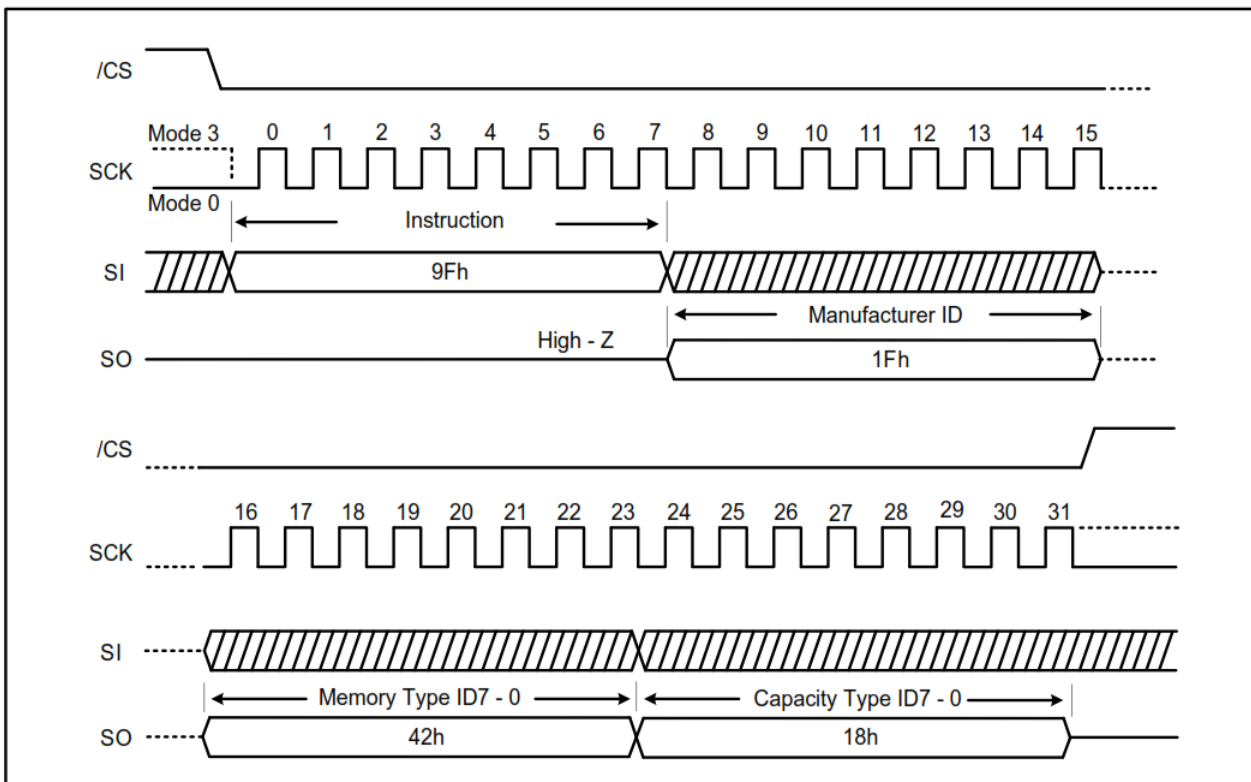 /CS
Mode 3 0 1 2 3 4 5 6 7 8 9 10 11 12 13 14 15
SCK
Mode 0
Instruction
SI 9Fh
Manufacturer ID
High - Z
SO 1Fh
/CS
16 17 18 19 20 21 22 23 24 25 26 27 28 29 30 31
SCK
SI
Memory Type ID7 - 0 Capacity Type ID7 - 0
SO 42h 18h